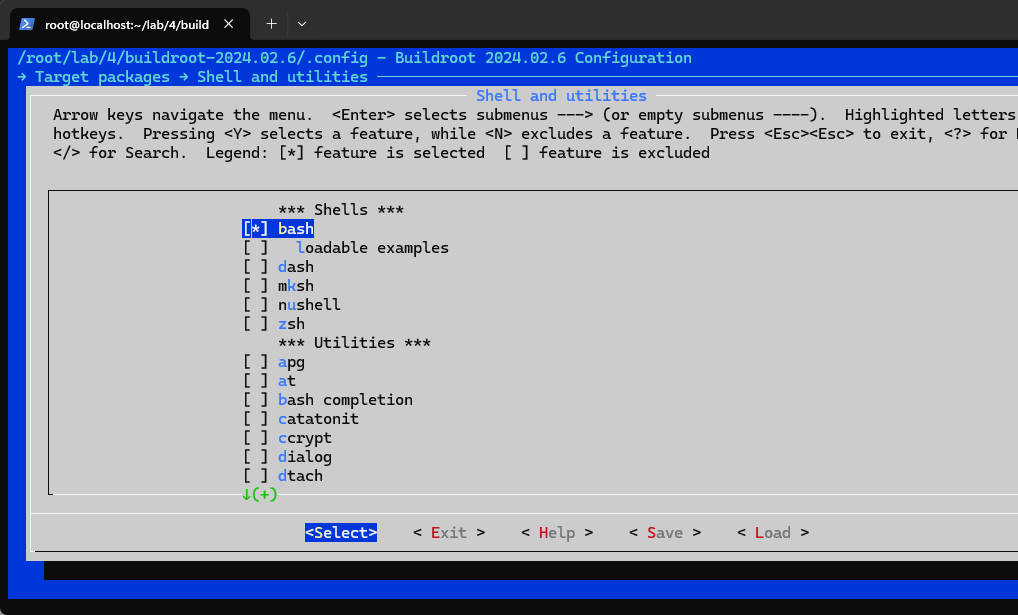 root@localhost:~/lab/4/build
/root/lab/4/buildroot-2024.02.6/.config - Buildroot 2024.02.6 Configuration
→ Target packages → Shell and utilities
Shell and utilities
Arrow keys navigate the menu.  <Enter> selects submenus ---> (or empty submenus ----).  Highlighted letters
hotkeys.  Pressing <Y> selects a feature, while <N> excludes a feature.  Press <Esc><Esc> to exit, <?> for
</> for Search.  Legend: [*] feature is selected  [ ] feature is excluded
*** Shells ***
[*] bash
[ ]   loadable examples
[ ] dash
[ ] mksh
[ ] nushell
[ ] zsh
*** Utilities ***
[ ] apg
[ ] at
[ ] bash completion
[ ] catatonit
[ ] ccrypt
[ ] dialog
[ ] dtach
↓(+)
<Select>    < Exit >    < Help >    < Save >    < Load >